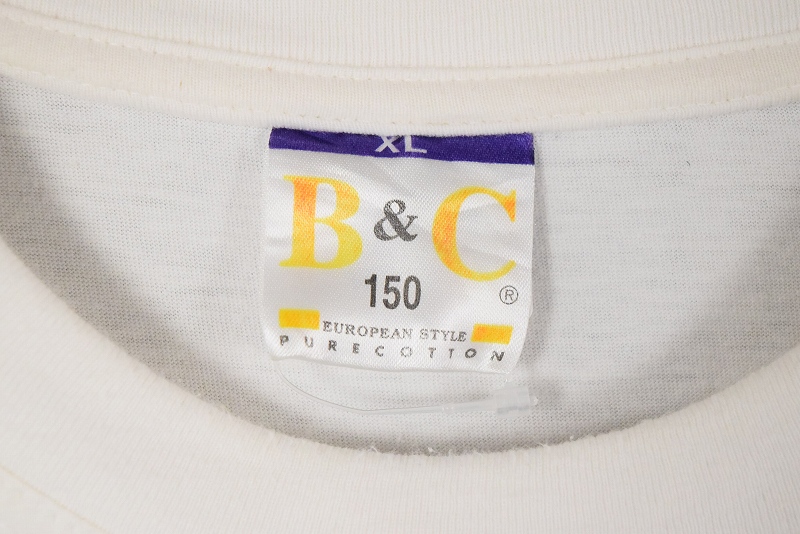 XL
B & C
150
®
EUROPEAN STYLE
PURECOTTON